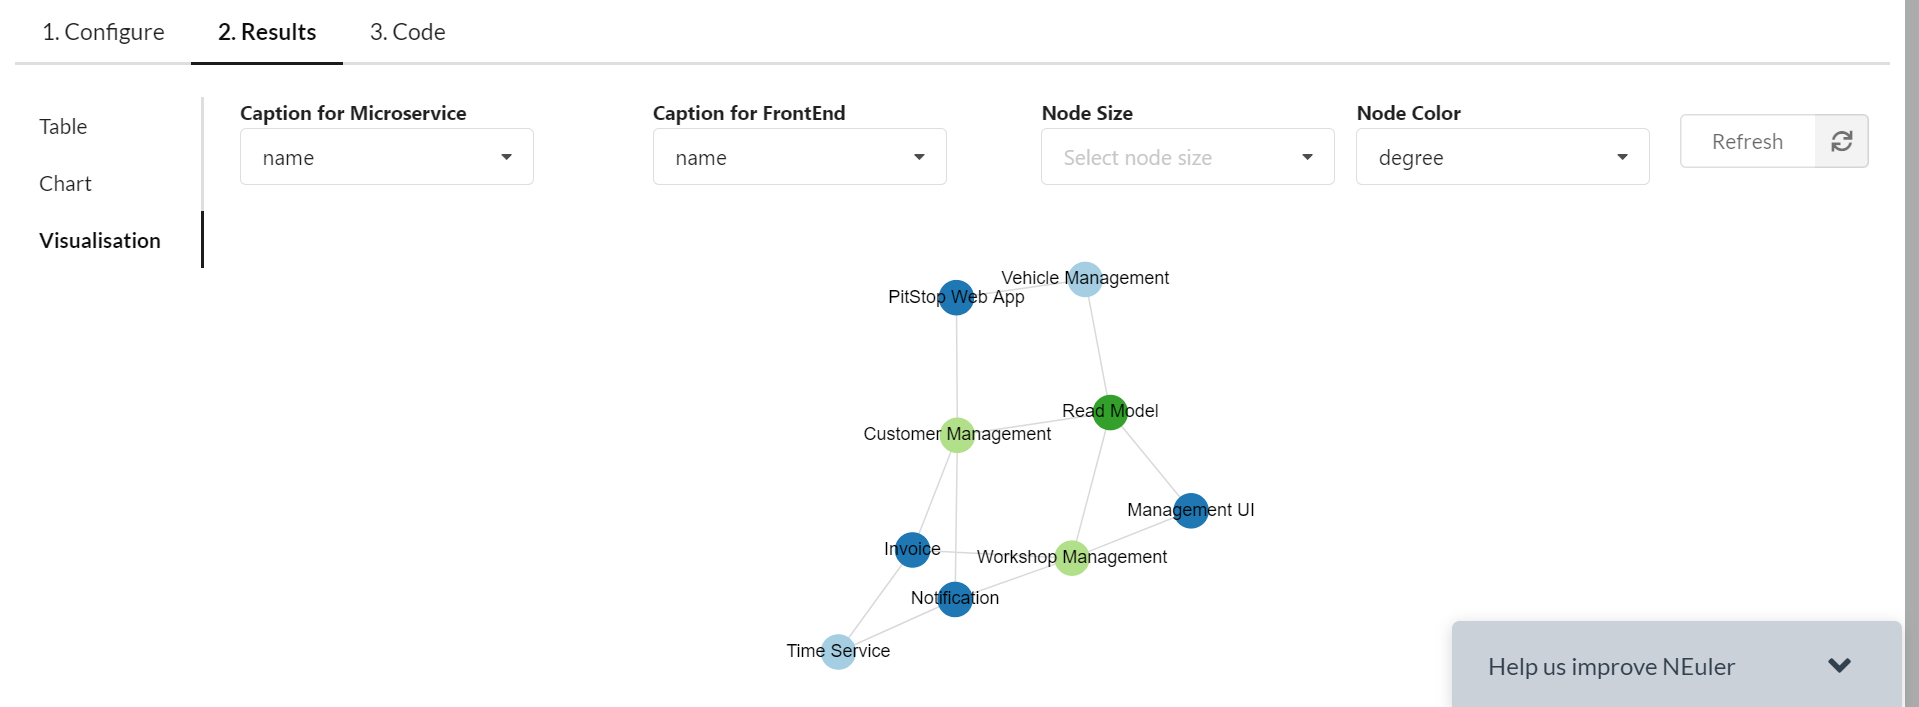 1. Configure
2. Results
3. Code
Table
Chart
Visualisation
Caption for Microservice
name
Caption for FrontEnd
name
Node Size
Select node size
Node Color
degree
Refresh
Vehicle Management
PitStop Web App
Read Model
Customer Management
Management UI
Invoice
Workshop Management
Notification
Time Service
Help us improve NEuler